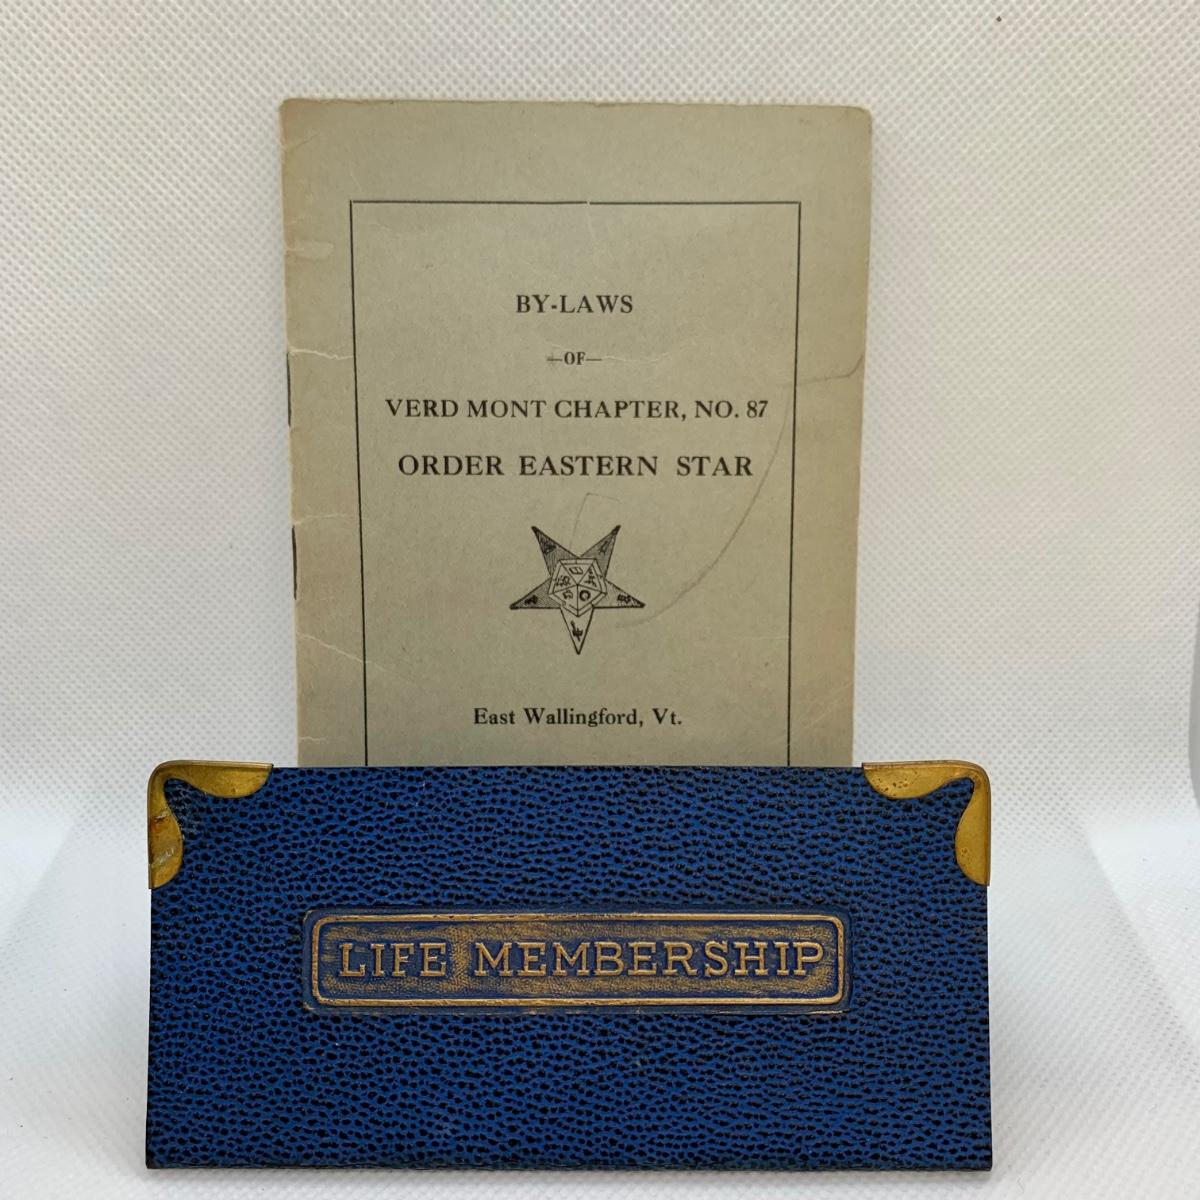 BY-LAWS
—OF—
VERD MONT CHAPTER, NO. 87
ORDER EASTERN STAR
East Wallingford, Vt.
LIFE MEMBERSHIP